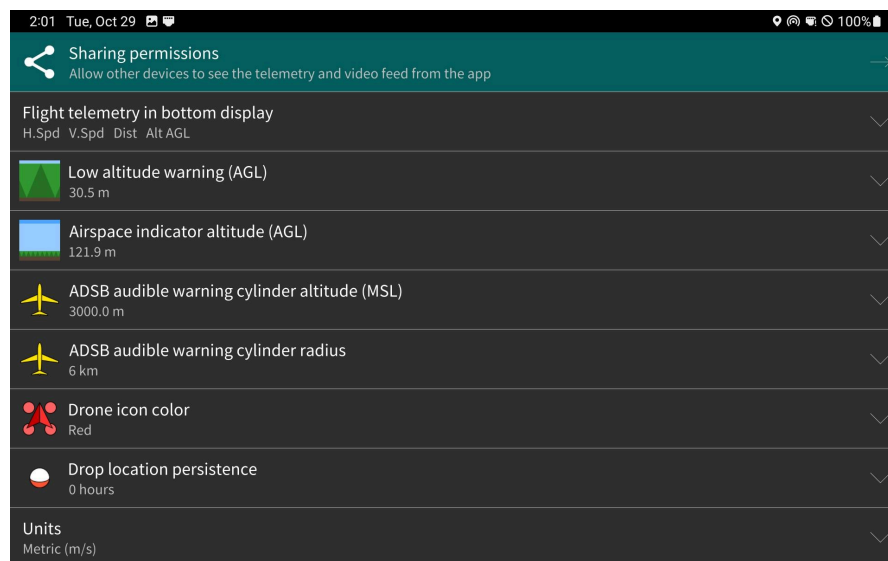 2:01 Tue, Oct 29
100%
Sharing permissions
Allow other devices to see the telemetry and video feed from the app
Flight telemetry in bottom display
H.Spd V.Spd Dist Alt AGL
Low altitude warning (AGL)
30.5 m
Airspace indicator altitude (AGL)
121.9 m
ADSB audible warning cylinder altitude (MSL)
3000.0 m
ADSB audible warning cylinder radius
6 km
Drone icon color
Red
Drop location persistence
0 hours
Units
Metric (m/s)